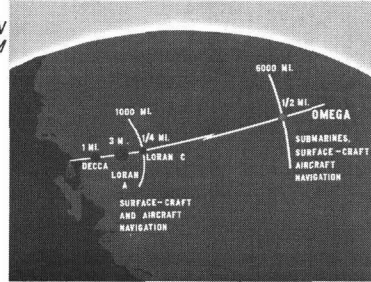 6000 MI.
1/2 MI.
OMEGA
1000 MI.
1/4 MI.
3 M
1 MI.
LORAN C
DECCA
LORAN
A
SUBMARINES,
SURFACE-CRAFT
AIRCRAFT
NAVIGATION
SURFACE-CRAFT
AND AIRCRAFT
NAVIGATION